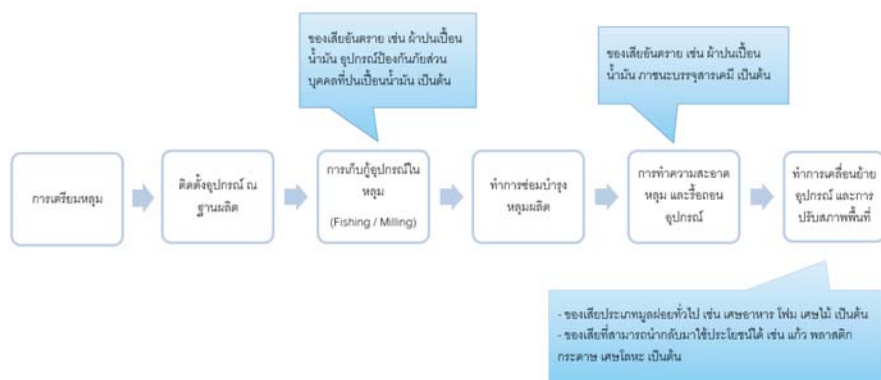 ของเสียอันตราย เช่น ผ้าปนเปื้อน
น้ำมัน อุปกรณ์ป้องกันภัยส่วน
บุคคลที่ปนเปื้อนน้ำมัน เป็นต้น
ของเสียอันตราย เช่น ผ้าปนเปื้อน
น้ำมัน ภาชนะบรรจุสารเคมี เป็นต้น
การเตรียมหลุม
ติดตั้งอุปกรณ์ ณ
ฐานผลิต
การเก็บกู้อุปกรณ์ใน
หลุม
(Fishing / Milling)
ทำการซ่อมบำรุง
หลุมผลิต
การทำความสะอาด
หลุม และรื้อถอน
อุปกรณ์
ทำการเคลื่อนย้าย
อุปกรณ์ และการ
ปรับสภาพพื้นที่
- ของเสียประเภทมูลฝอยทั่วไป เช่น เศษอาหาร โฟม เศษไม้ เป็นต้น
- ของเสียที่สามารถนำกลับมาใช้ประโยชน์ได้ เช่น แก้ว พลาสติก
กระดาษ เศษโลหะ เป็นต้น